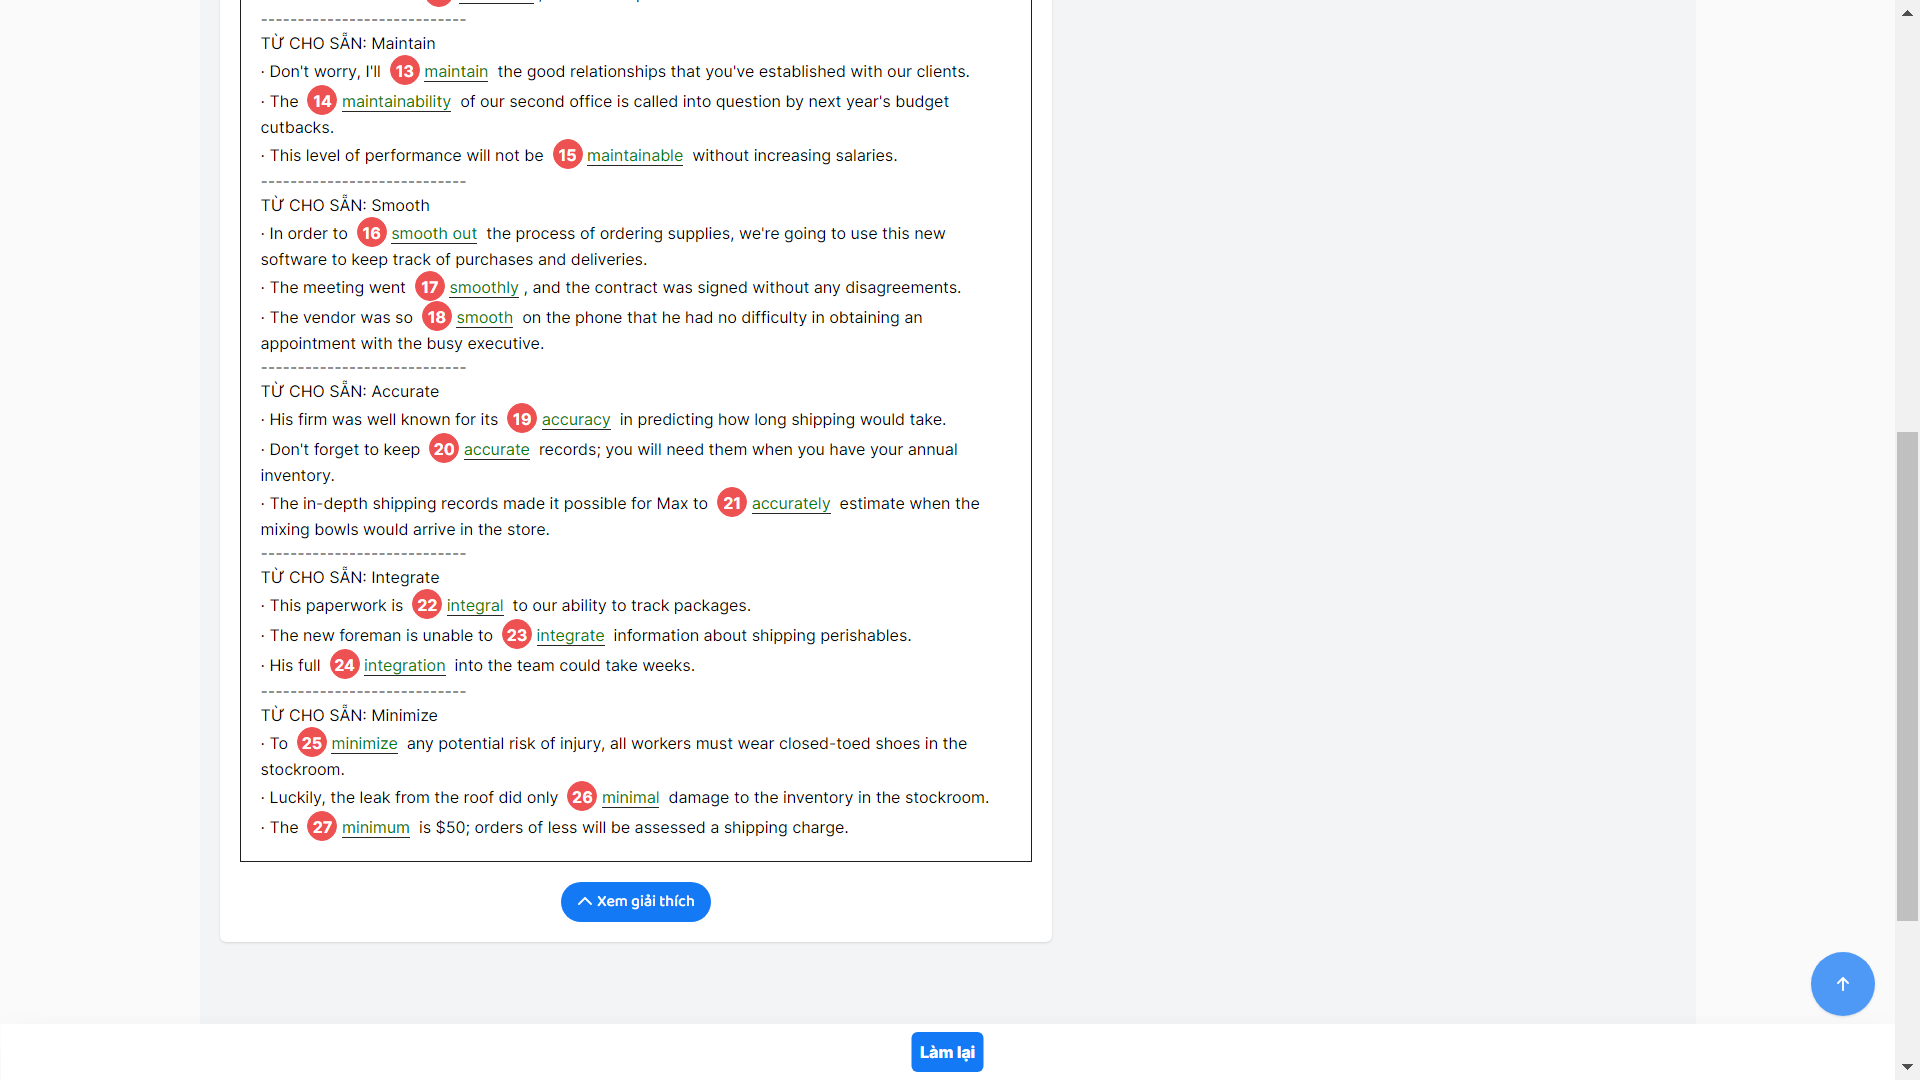 ----------------------------
TỪ CHO SẴN: Maintain
· Don't worry, I'll 13 maintain the good relationships that you've established with our clients.
· The 14 maintainability of our second office is called into question by next year's budget
cutbacks.
· This level of performance will not be 15 maintainable without increasing salaries.
----------------------------
TỪ CHO SẴN: Smooth
· In order to 16 smooth out the process of ordering supplies, we're going to use this new
software to keep track of purchases and deliveries.
· The meeting went 17 smoothly , and the contract was signed without any disagreements.
· The vendor was so 18 smooth on the phone that he had no difficulty in obtaining an
appointment with the busy executive.
----------------------------
TỪ CHO SẴN: Accurate
· His firm was well known for its 19 accuracy in predicting how long shipping would take.
· Don't forget to keep 20 accurate records; you will need them when you have your annual
inventory.
· The in-depth shipping records made it possible for Max to 21 accurately estimate when the
mixing bowls would arrive in the store.
----------------------------
TỪ CHO SẴN: Integrate
· This paperwork is 22 integral to our ability to track packages.
· The new foreman is unable to 23 integrate information about shipping perishables.
· His full 24 integration into the team could take weeks.
----------------------------
TỪ CHO SẴN: Minimize
· To 25 minimize any potential risk of injury, all workers must wear closed-toed shoes in the
stockroom.
· Luckily, the leak from the roof did only 26 minimal damage to the inventory in the stockroom.
· The 27 minimum is $50; orders of less will be assessed a shipping charge.
Xem giải thích
Làm lại